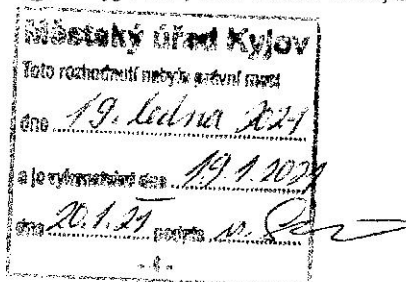 Městský úřad Kyjov
Toto rozhodnutí nabylo právní moci
dne 19. ledna 2021
a je vykonatelné dne 19.1.2021
dne 20.1.21 podpis
- 4 -